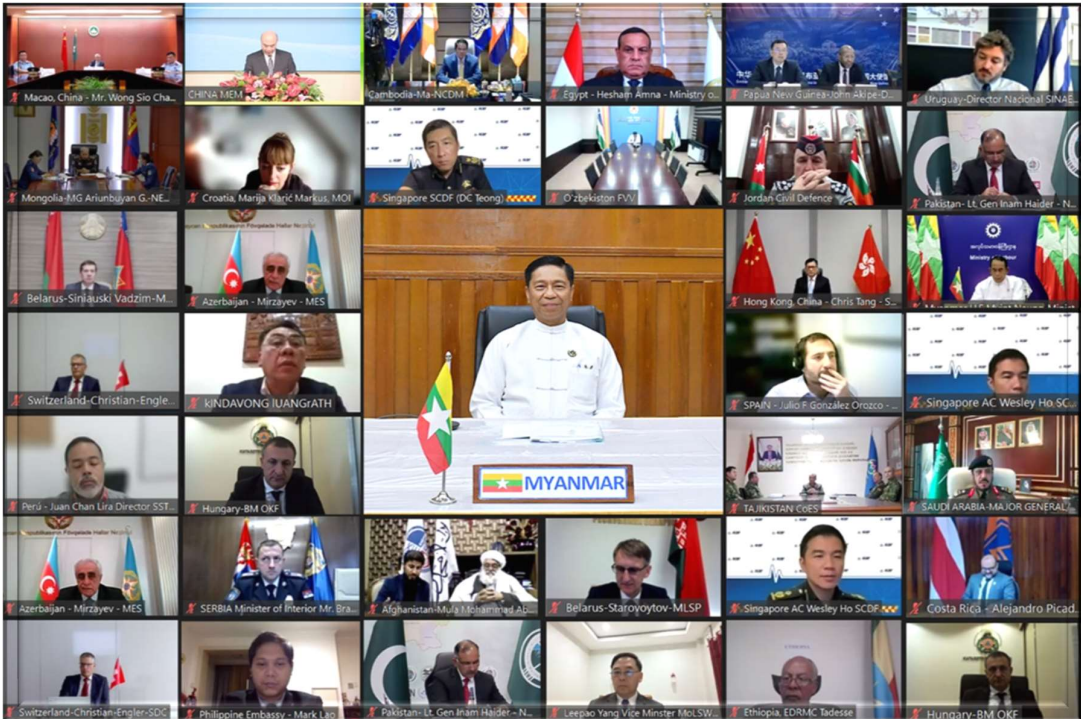 Macao, China - Mr. Wong Sio Cha...
CHINA MEM
Cambodia-Ma-NCDM
Egypt - Hesham Amna - Ministry o...
Papua New Guinea-John Akipe-D...
Uruguay-Director Nacional SINAE
Mongolia-MG Ariunbuyan G.-NE...
Croatia, Marija Klarić Markus, MOI
Singapore SCDF (DC Teong)
O'zbekiston FVV
Jordan Civil Defence
Pakistan- Lt. Gen Inam Haider - N...
Belarus-Siniauski Vadzim-M...
Azerbaijan - Mirzayev - MES
Hong Kong, China - Chris Tang - S...
Switzerland-Christian-Engle...
kINDAVONG lUANGrATH
MYANMAR
SPAIN - Julio F González Orozco - ...
Singapore AC Wesley Ho SC...
Perú - Juan Chan Lira Director SST...
Hungary-BM OKF
TAJIKISTAN CoES
SAUDI ARABIA-MAJOR GENERAL/
Azerbaijan - Mirzayev - MES
SERBIA Minister of Interior Mr. Bra...
Afghanistan-Mula Mohammad Ab...
Belarus-Starovoytov-MLSP
Singapore AC Wesley Ho SCDF
Costa Rica - Alejandro Picad...
Switzerland-Christian-Engler-SDC
Philippine Embassy - Mark Lao
Pakistan- Lt. Gen Inam Haider - N...
Leepao Yang Vice Minster MoLSW...
Ethiopia, EDRMC Tadesse
Hungary-BM OKF